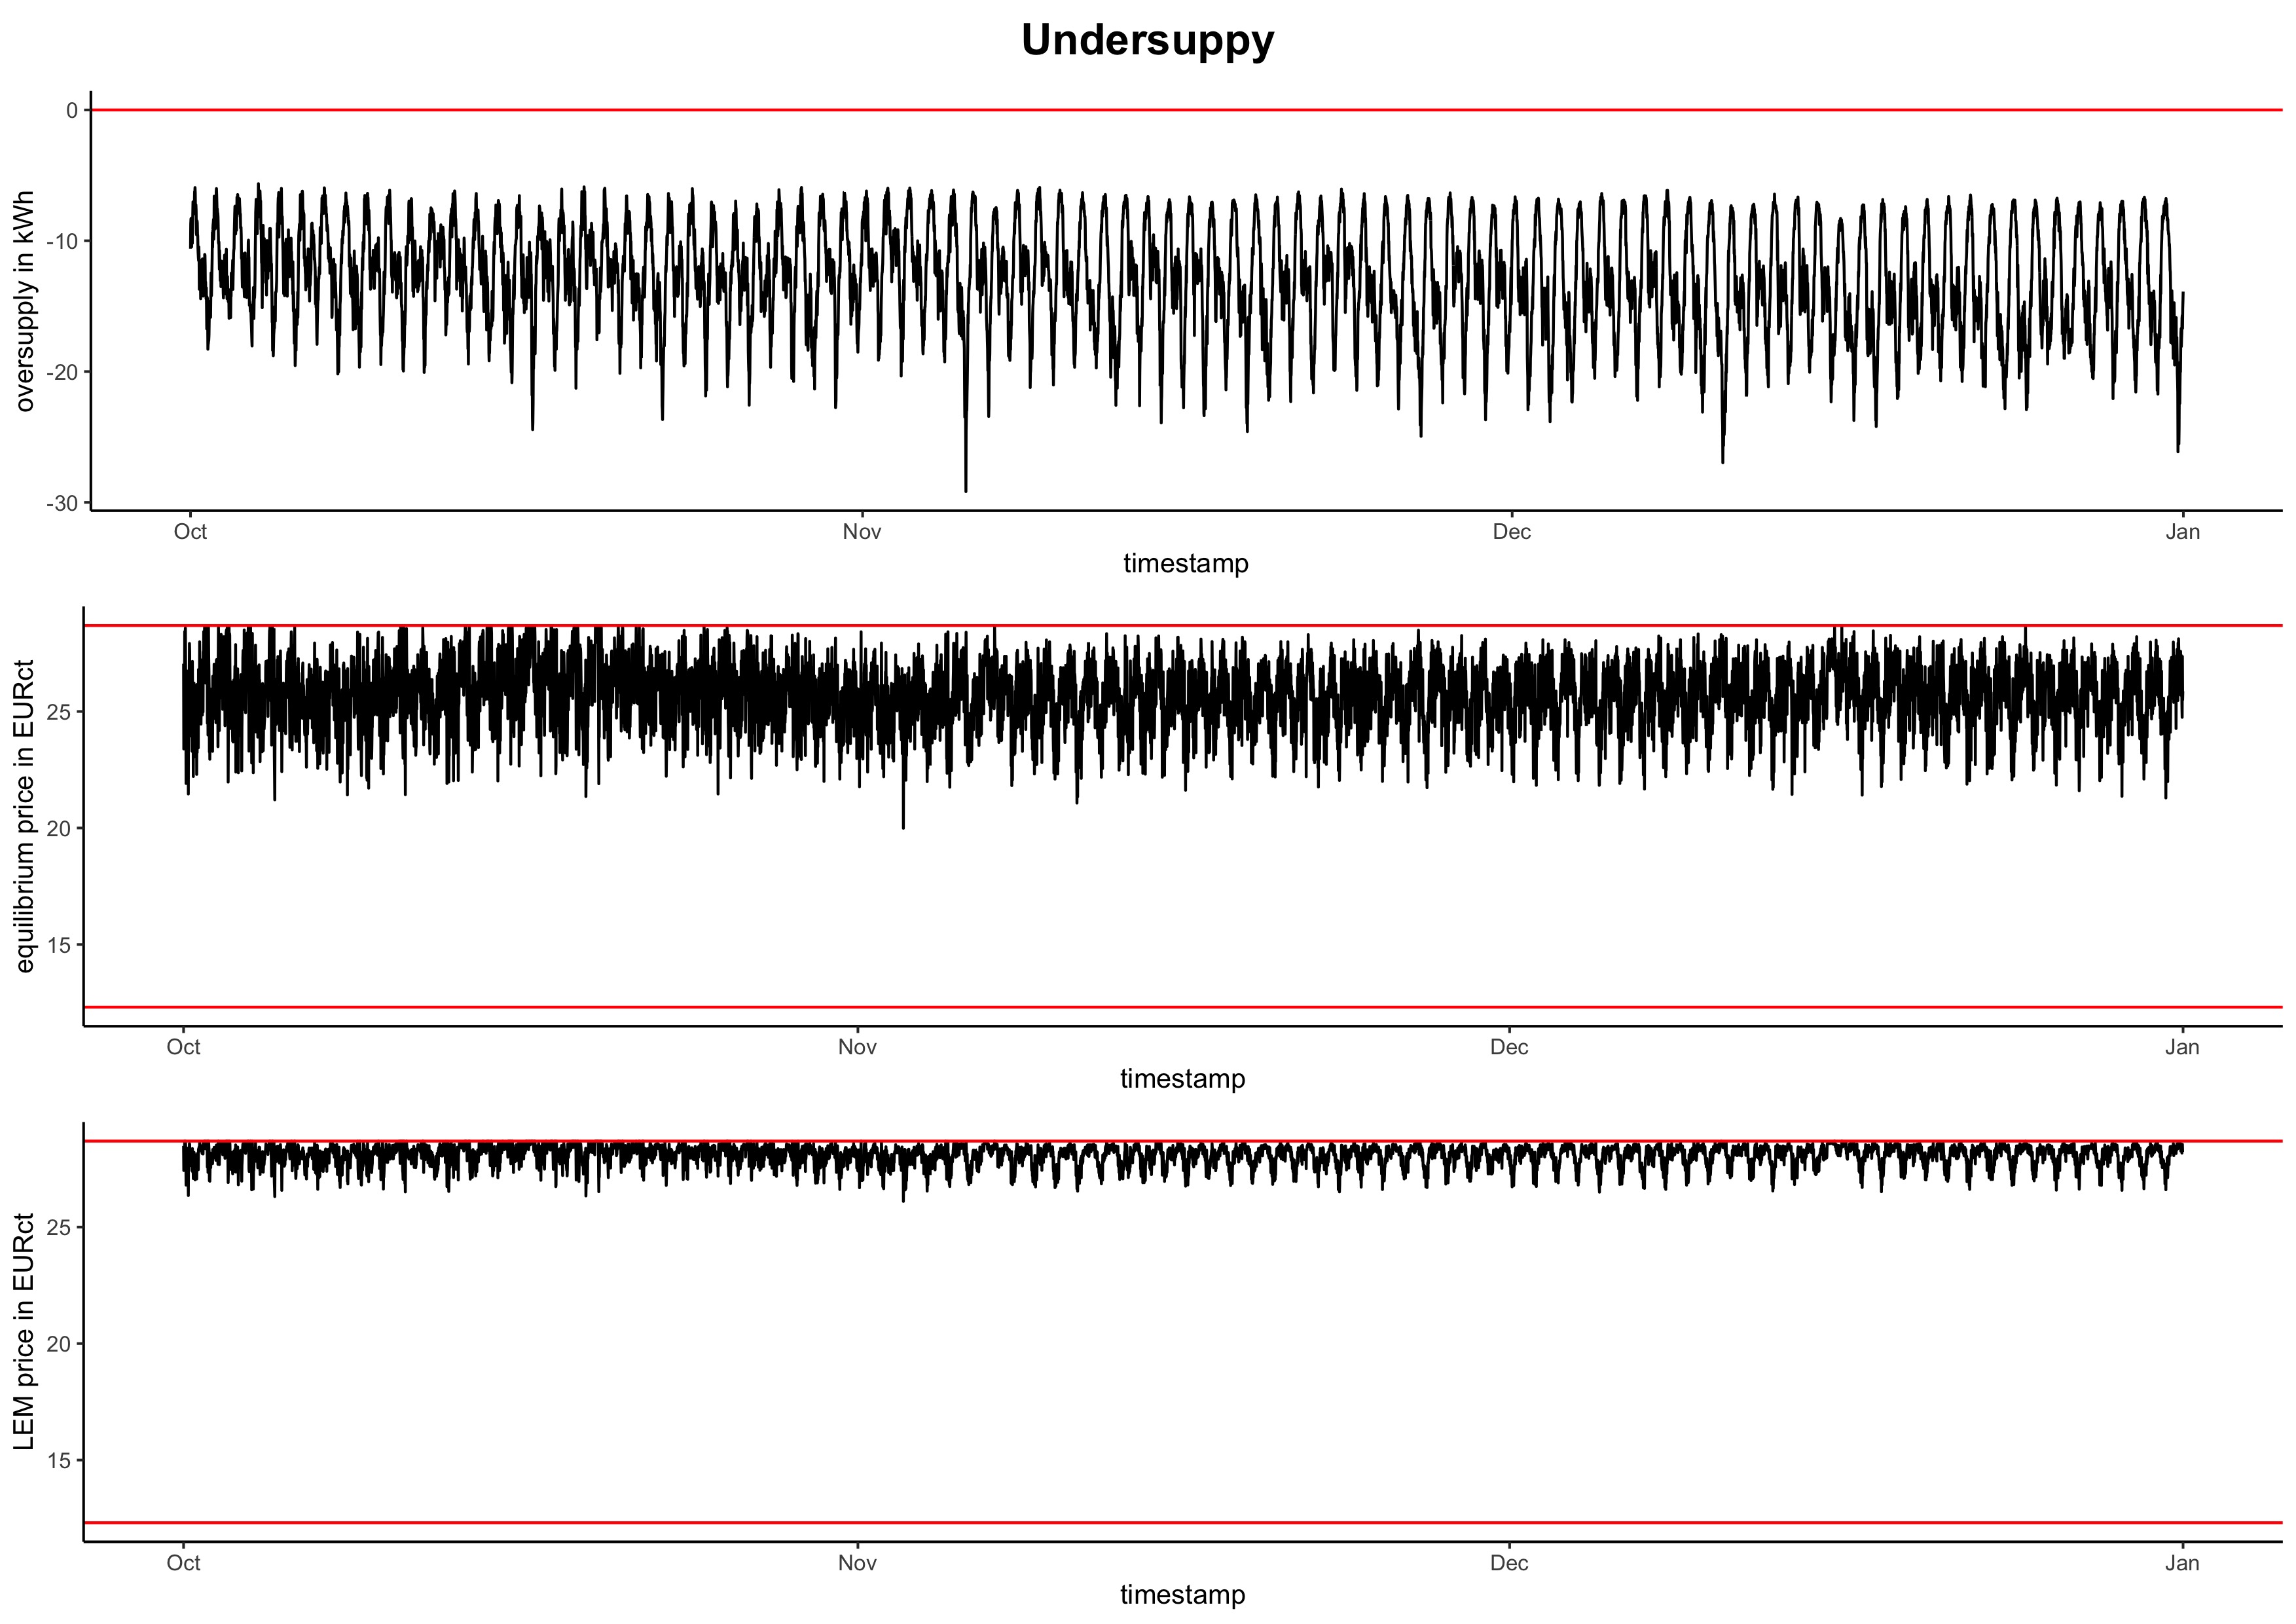 Undersuppy
oversupply in kWh
0
-10
-20
-30
Oct Nov Dec Jan
timestamp
equilibrium price in EURct
25
20
15
Oct Nov Dec Jan
timestamp
LEM price in EURct
25
20
15
Oct Nov Dec Jan
timestamp